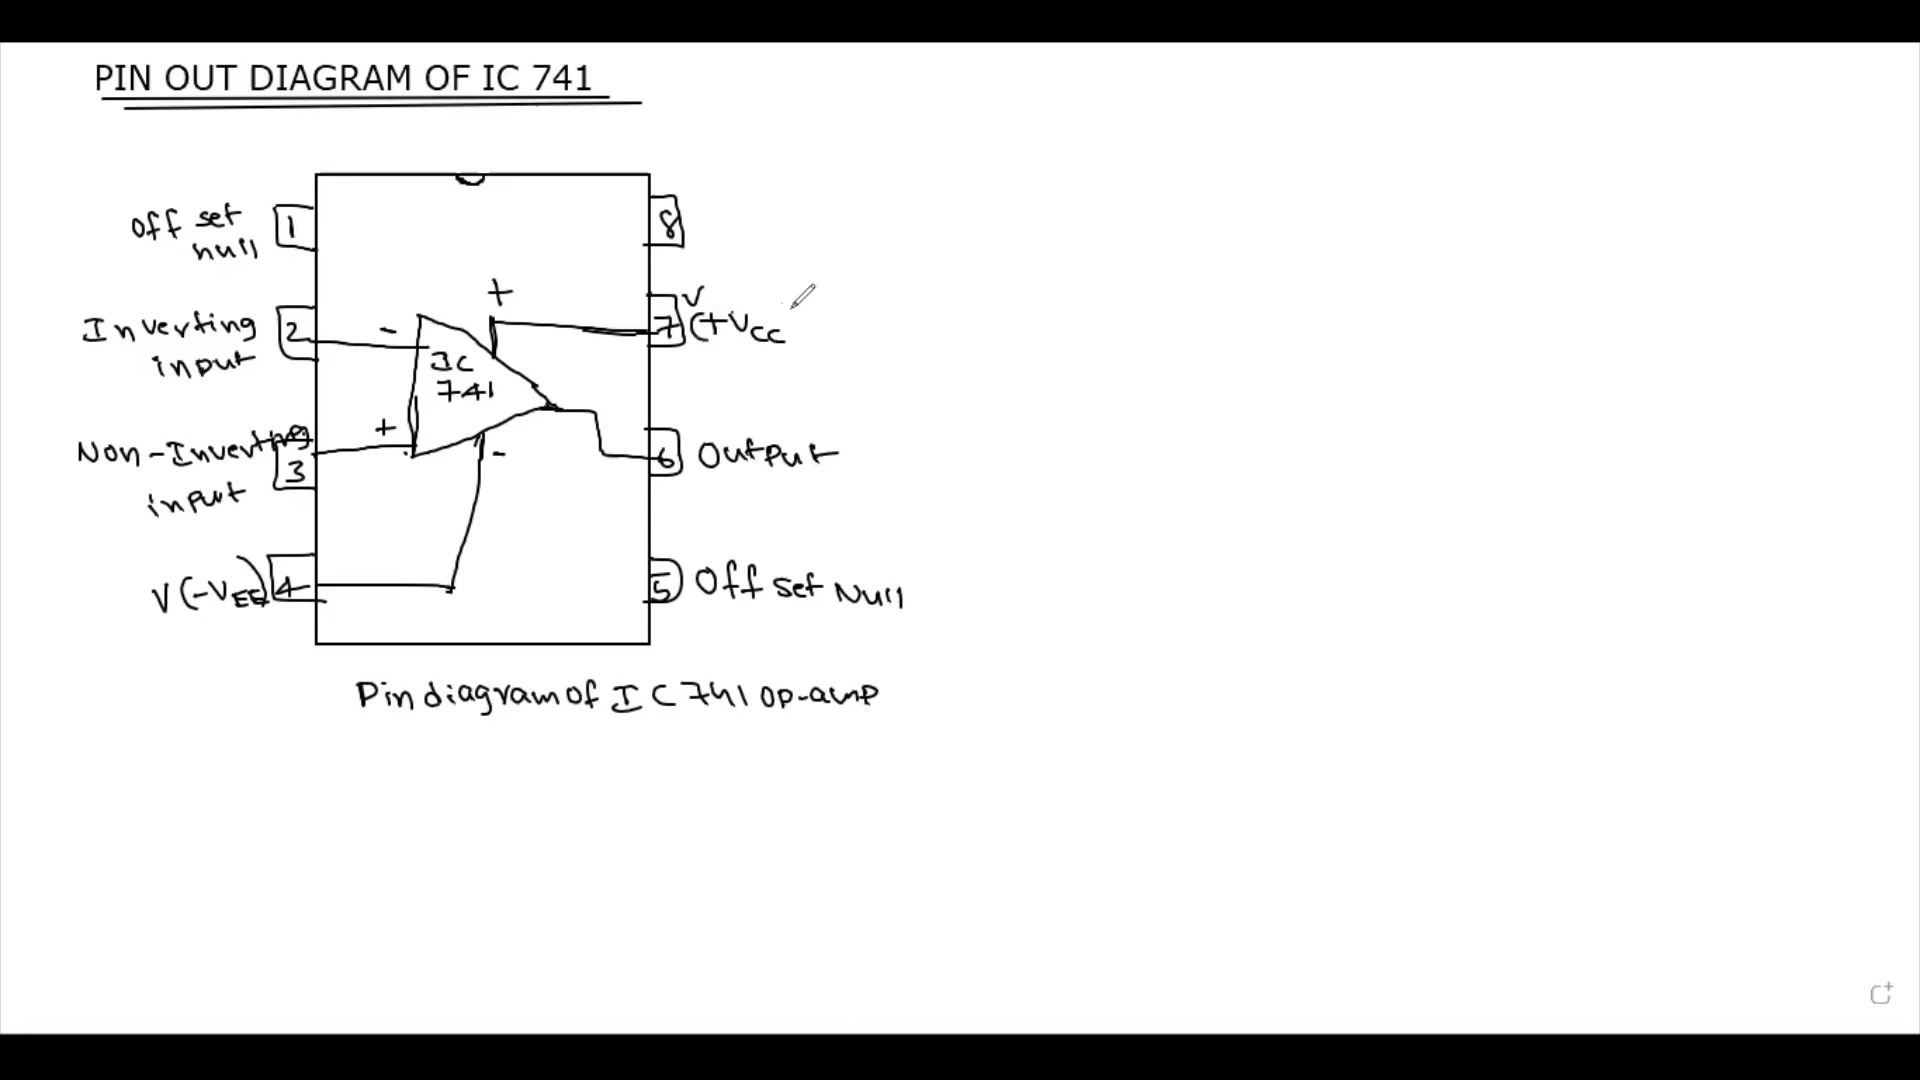 PIN OUT DIAGRAM OF IC 741
Off set
null
1
8
+
V
Inverting
input
2
-
IC
741
7
(+VCC
Non-Inverting
input
3
+
-
6
Output
V(-VEE)
4
5
Off set Null
Pin diagram of IC 741 op-amp